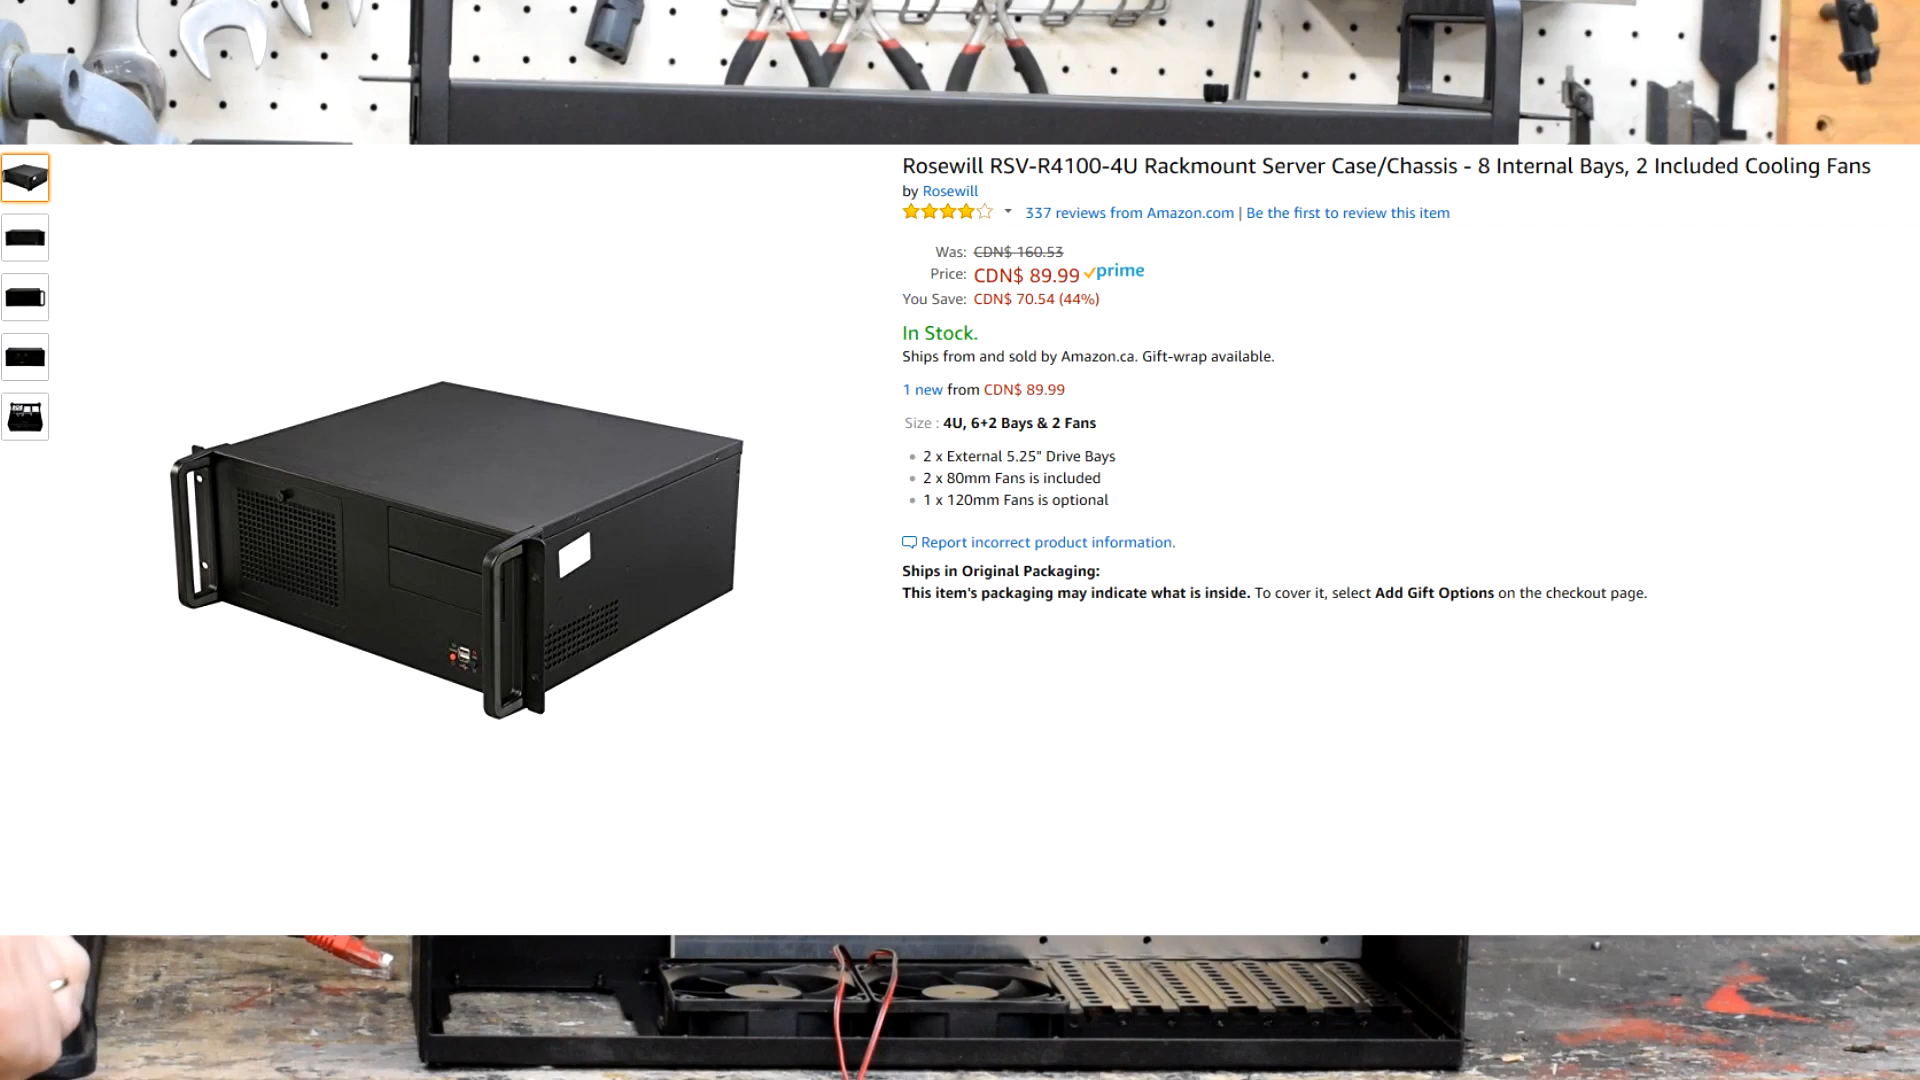 Rosewill RSV-R4100-4U Rackmount Server Case/Chassis - 8 Internal Bays, 2 Included Cooling Fans
by Rosewill
337 reviews from Amazon.com | Be the first to review this item
Was: CDN$ 160.53
Price: CDN$ 89.99 prime
You Save: CDN$ 70.54 (44%)
In Stock.
Ships from and sold by Amazon.ca. Gift-wrap available.
1 new from CDN$ 89.99
Size : 4U, 6+2 Bays & 2 Fans
2 x External 5.25" Drive Bays
2 x 80mm Fans is included
1 x 120mm Fans is optional
Report incorrect product information.
Ships in Original Packaging:
This item's packaging may indicate what is inside. To cover it, select Add Gift Options on the checkout page.